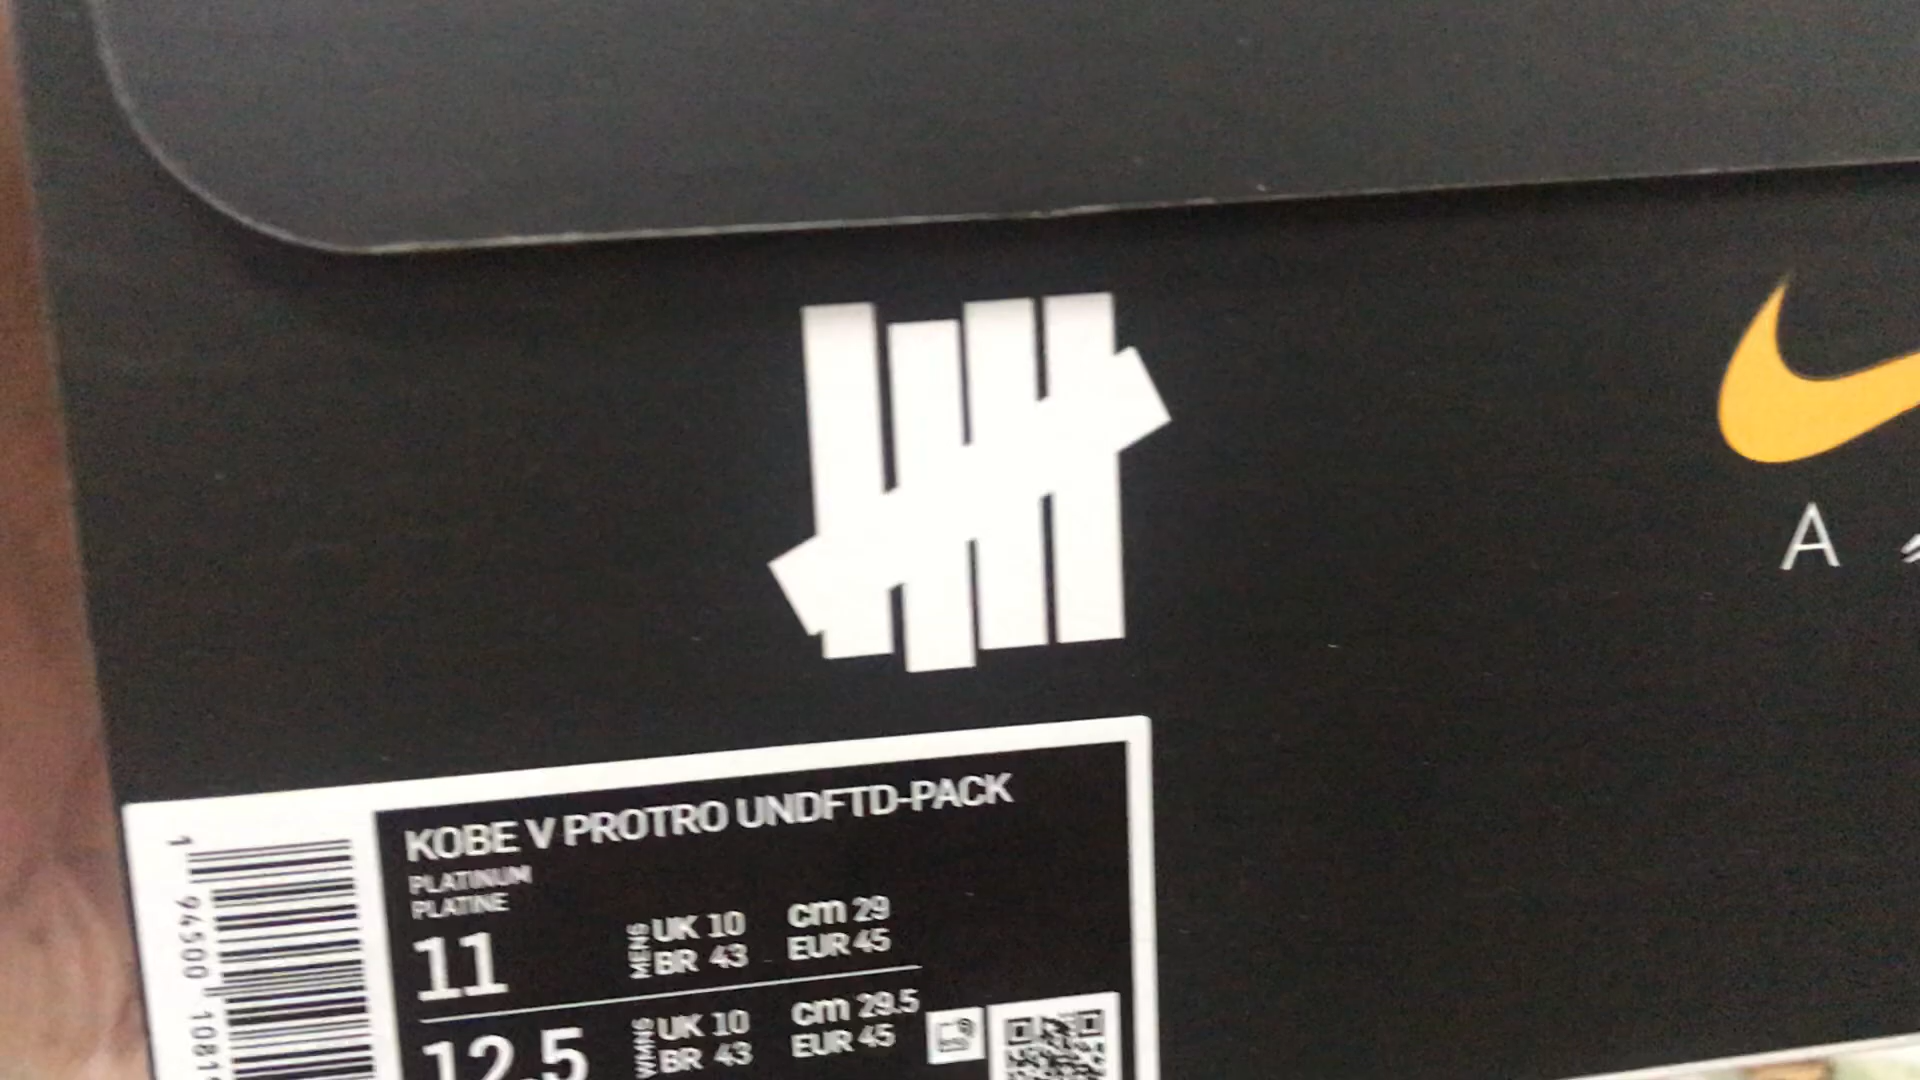 A
KOBE V PROTRO UNDFTD-PACK
PLATINUM
PLATINE
11 MENS UK 10 cm 29
BR 43 EUR 45
12.5 WMNS UK 10 cm 29.5
BR 43 EUR 45
1 94500 1081